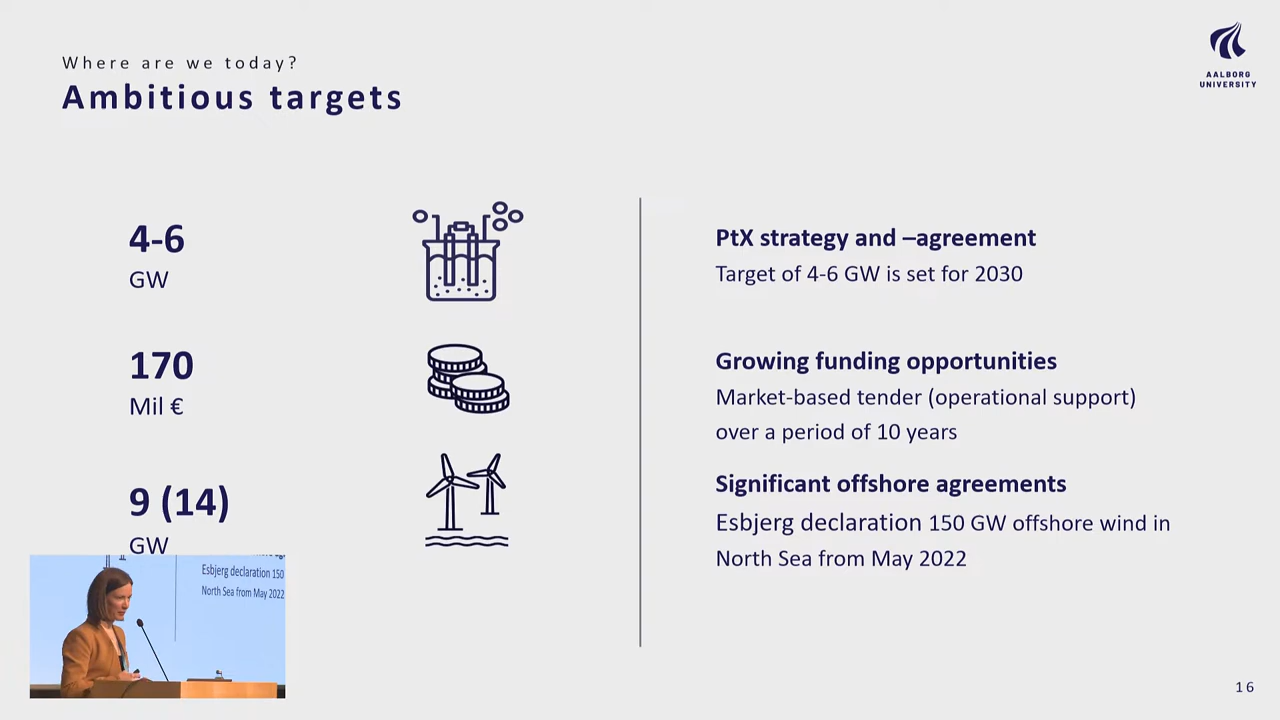 Where are we today?
Ambitious targets
AALBORG
UNIVERSITY
4-6
GW
PtX strategy and –agreement
Target of 4-6 GW is set for 2030
170
Mil €
Growing funding opportunities
Market-based tender (operational support)
over a period of 10 years
9 (14)
GW
Significant offshore agreements
Esbjerg declaration 150 GW offshore wind in
North Sea from May 2022
Esbjerg declaration 150
North Sea from May 2022
16